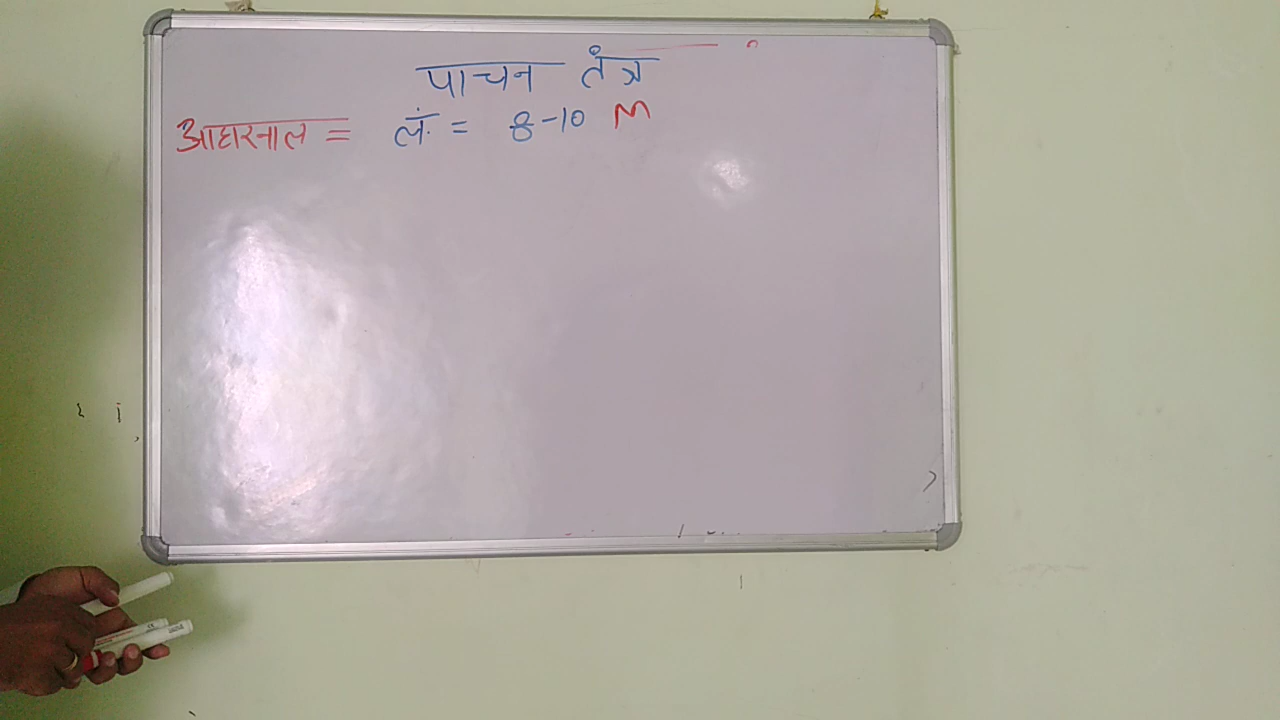 पाचन तंत्र
आहारनाल = लं. = 8-10 M